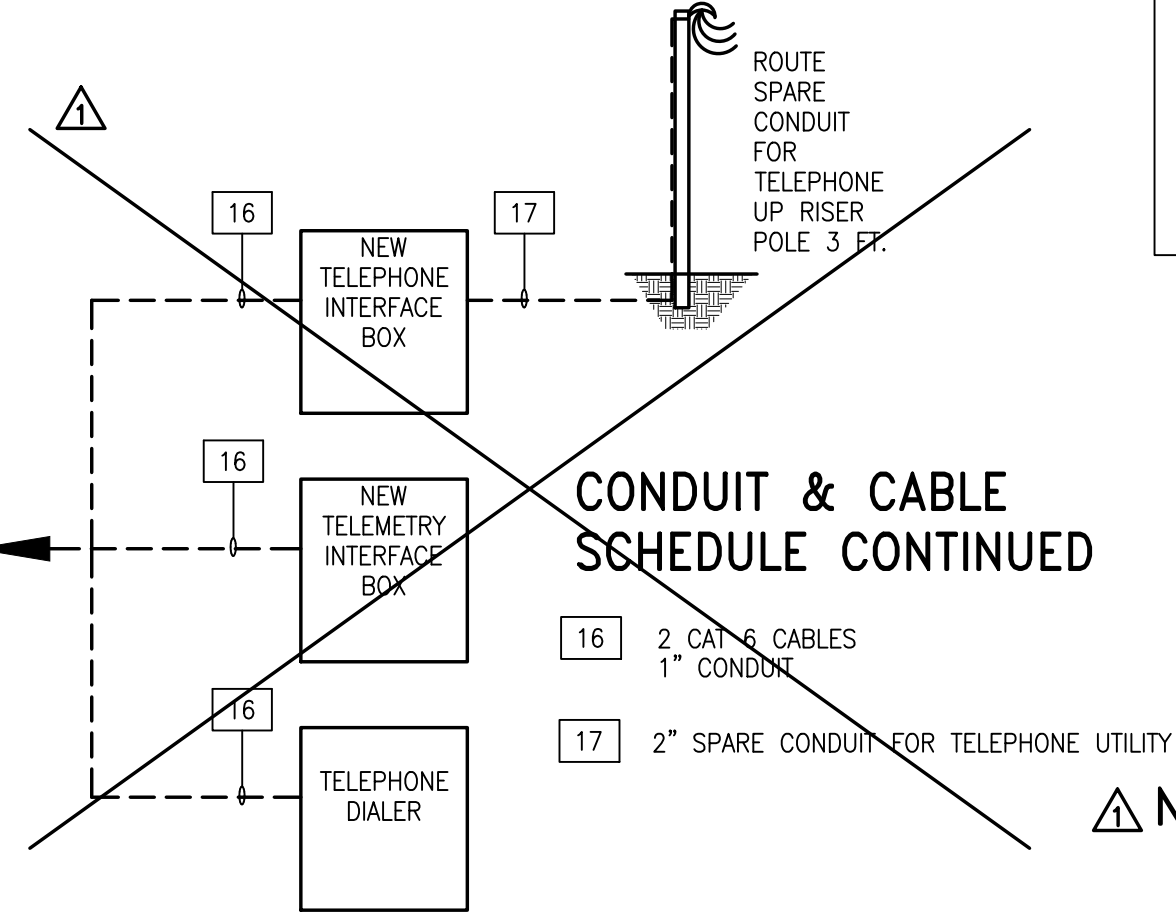 1
ROUTE
SPARE
CONDUIT
FOR
TELEPHONE
UP RISER
POLE 3 FT.
16
17
NEW
TELEPHONE
INTERFACE
BOX
16
NEW
TELEMETRY
INTERFACE
BOX
CONDUIT & CABLE
SCHEDULE CONTINUED
16 2 CAT 6 CABLES
1" CONDUIT
16
17 2" SPARE CONDUIT FOR TELEPHONE UTILITY
TELEPHONE
DIALER
1